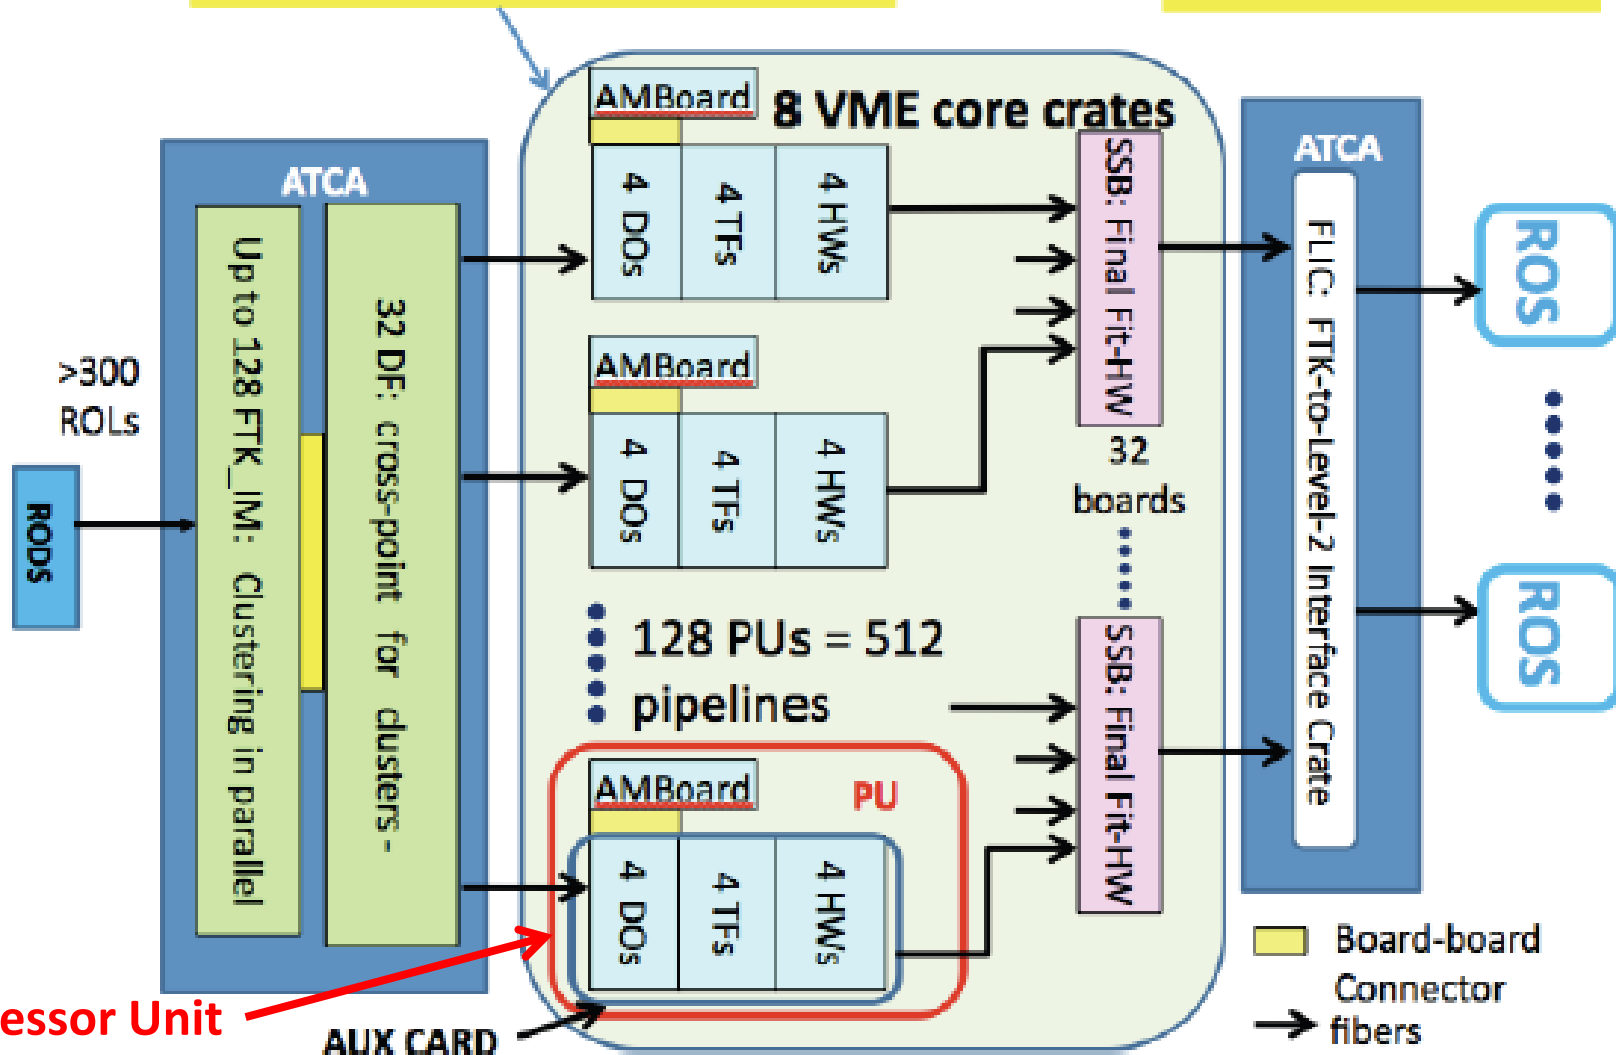 AMBoard
8 VME core crates
ATCA
ATCA
Up to 128 FTK_IM: Clustering in parallel
32 DF: cross-point for clusters -
4 DOs
4 TFs
4 HWs
SSB: Final Fit-HW
FLIC: FTK-to-Level-2 Interface Crate
ROS
>300
ROLs
RODS
AMBoard
4 DOs
4 TFs
4 HWs
32
boards
ROS
128 PUs = 512
pipelines
SSB: Final Fit-HW
AMBoard
PU
4 DOs
4 TFs
4 HWs
essor Unit
AUX CARD
Board-board
Connector
fibers